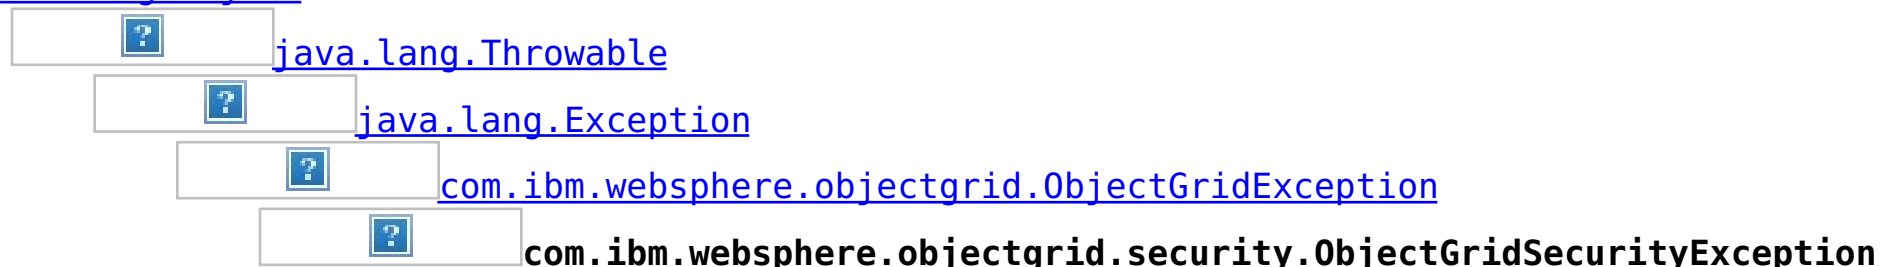 java.lang.Throwable
java.lang.Exception
com.ibm.websphere.objectgrid.ObjectGridException
com.ibm.websphere.objectgrid.security.ObjectGridSecurityException